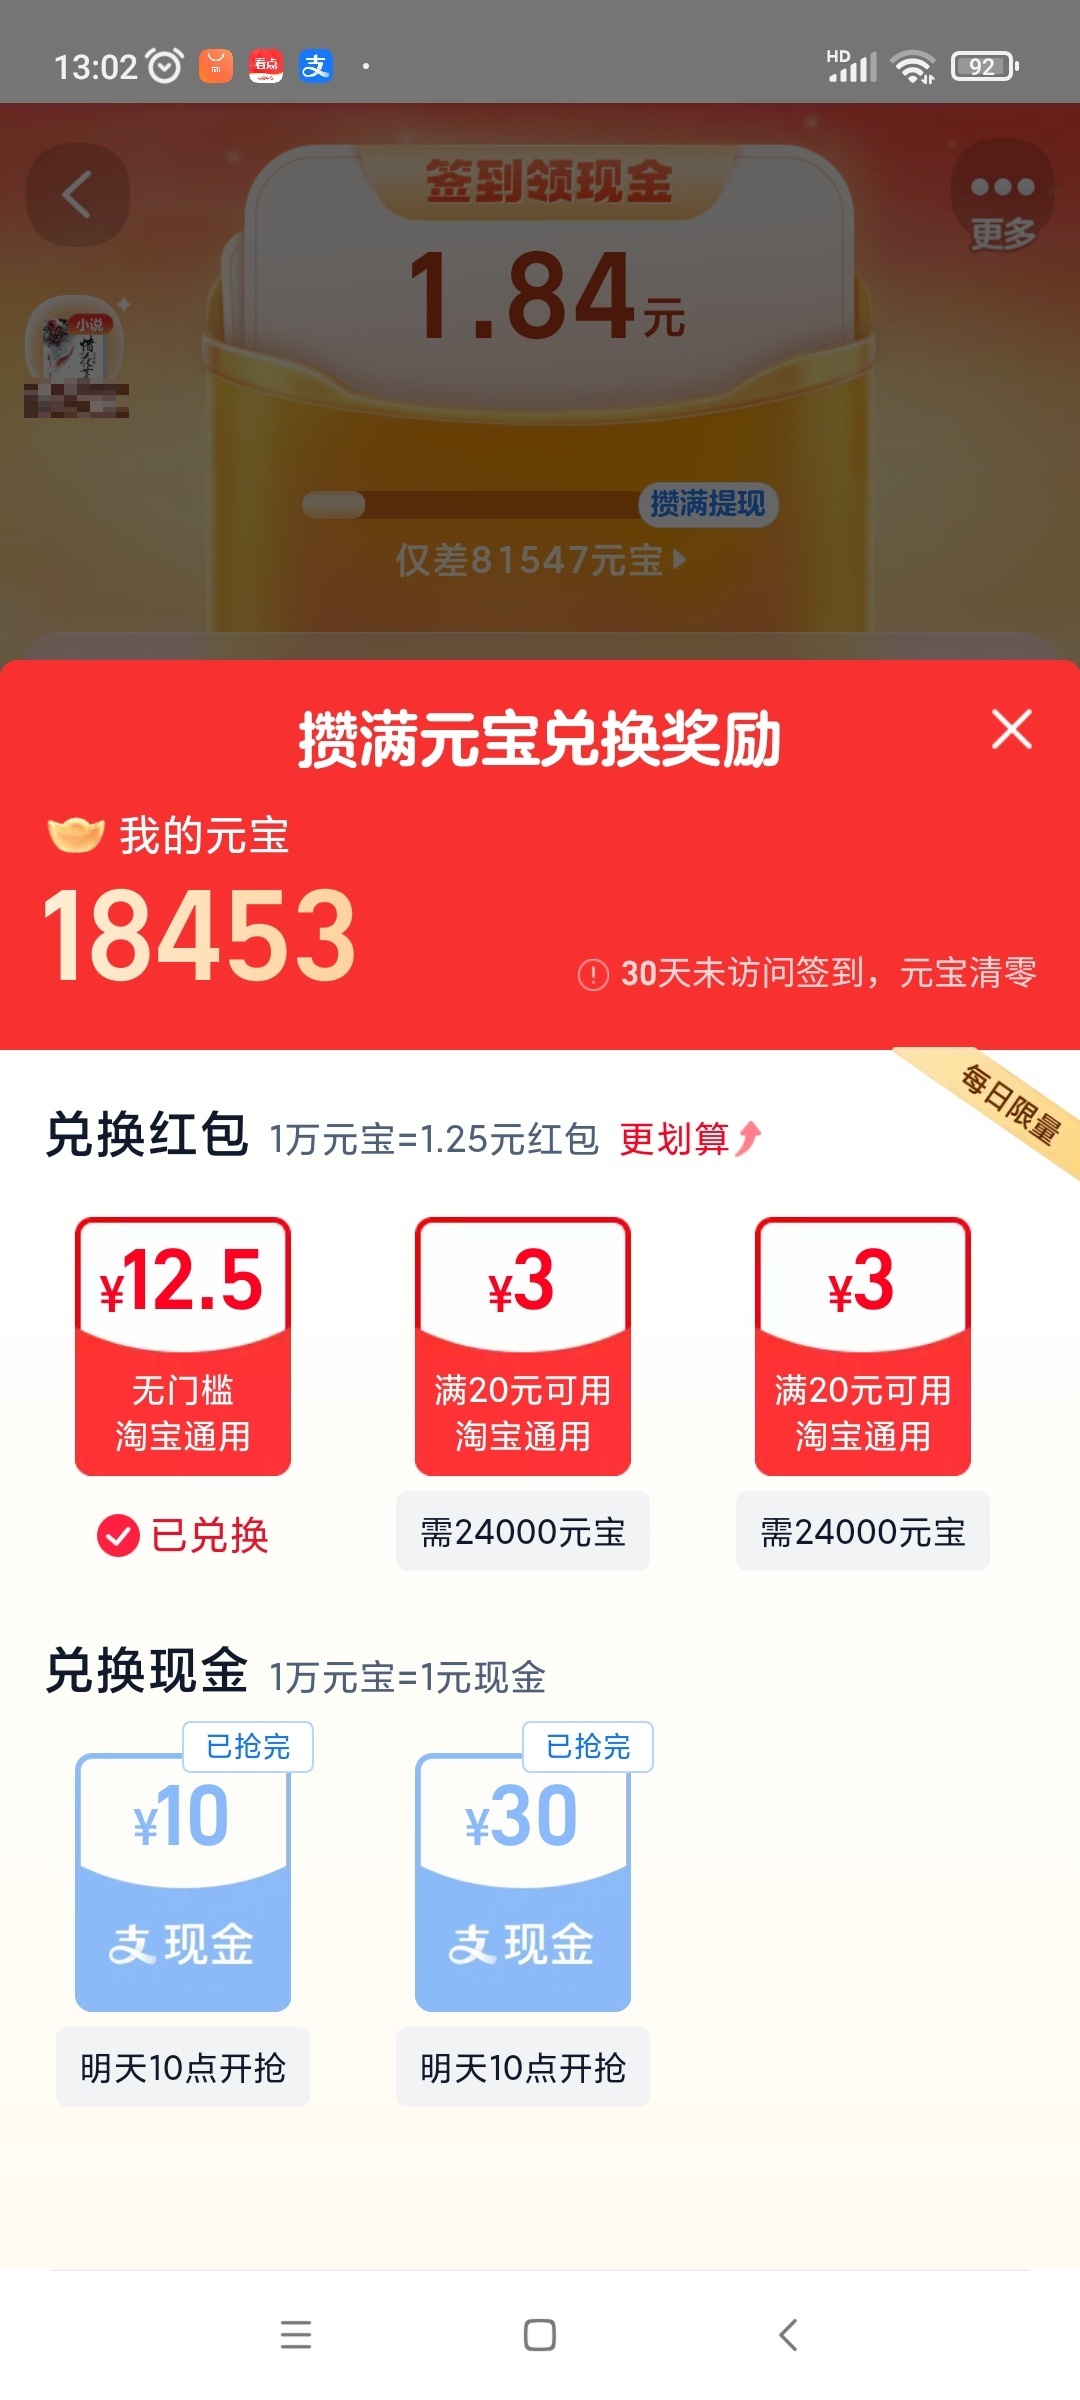 13:02
看点
支
HD
92
签到领现金
更多
1.84元
小说
惜花芷
攒满提现
仅差81547元宝
攒满元宝兑换奖励
我的元宝
18453
30天未访问签到，元宝清零
每日限量
兑换红包 1万元宝=1.25元红包 更划算
¥12.5 ¥3 ¥3
无门槛 满20元可用 满20元可用
淘宝通用 淘宝通用 淘宝通用
已兑换 需24000元宝 需24000元宝
兑换现金 1万元宝=1元现金
已抢完 已抢完
¥10 ¥30
支现金 支现金
明天10点开抢 明天10点开抢